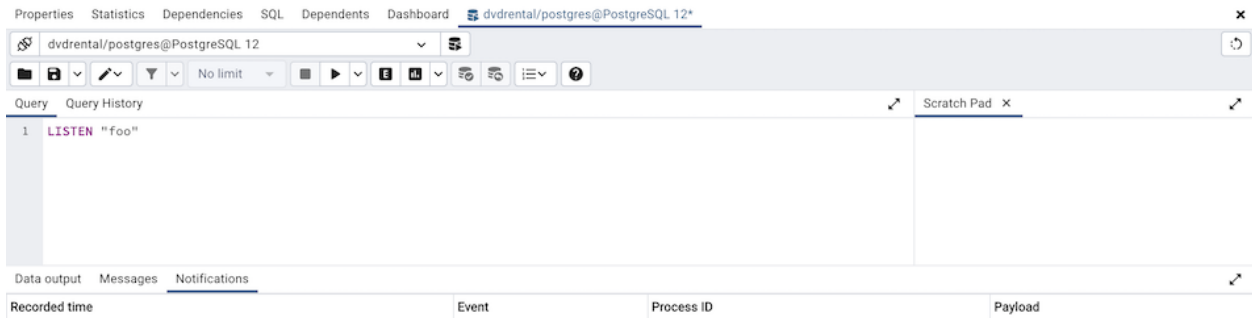 Properties Statistics Dependencies SQL Dependents Dashboard dvdrental/postgres@PostgreSQL 12*
dvdrental/postgres@PostgreSQL 12
No limit E
Query Query History Scratch Pad
1 LISTEN "foo"
Data output Messages Notifications
Recorded time Event Process ID Payload